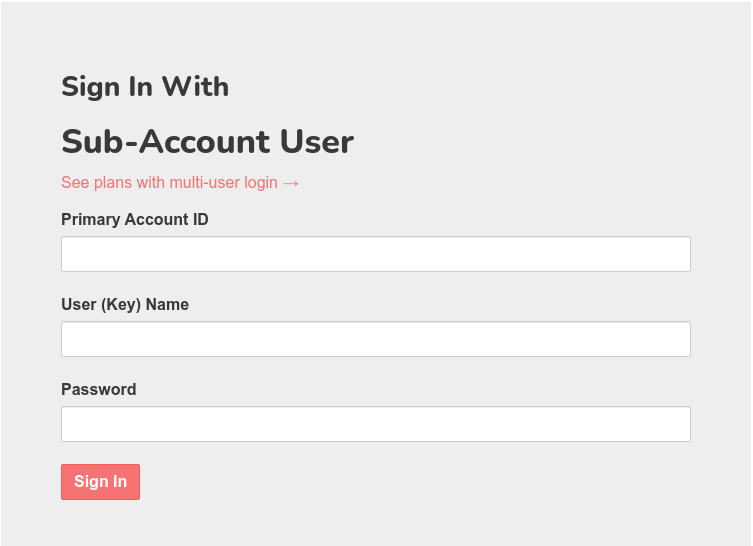 Sign In With
Sub-Account User
See plans with multi-user login →
Primary Account ID
User (Key) Name
Password
Sign In